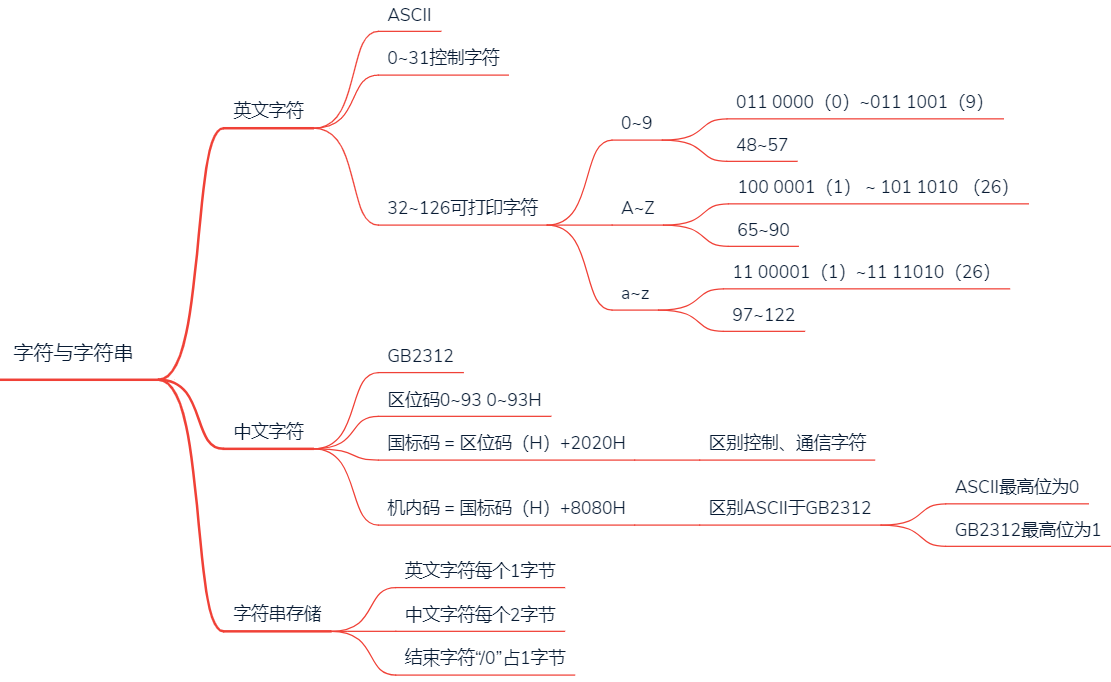 字符与字符串
英文字符
ASCII
0~31控制字符
32~126可打印字符
0~9
011 0000（0）~011 1001（9）
48~57
A~Z
100 0001（1） ~ 101 1010 （26）
65~90
a~z
11 00001（1）~11 11010（26）
97~122
中文字符
GB2312
区位码0~93 0~93H
国标码 = 区位码（H）+2020H
区别控制、通信字符
机内码 = 国标码（H）+8080H
区别ASCII于GB2312
ASCII最高位为0
GB2312最高位为1
字符串存储
英文字符每个1字节
中文字符每个2字节
结束字符“/0”占1字节